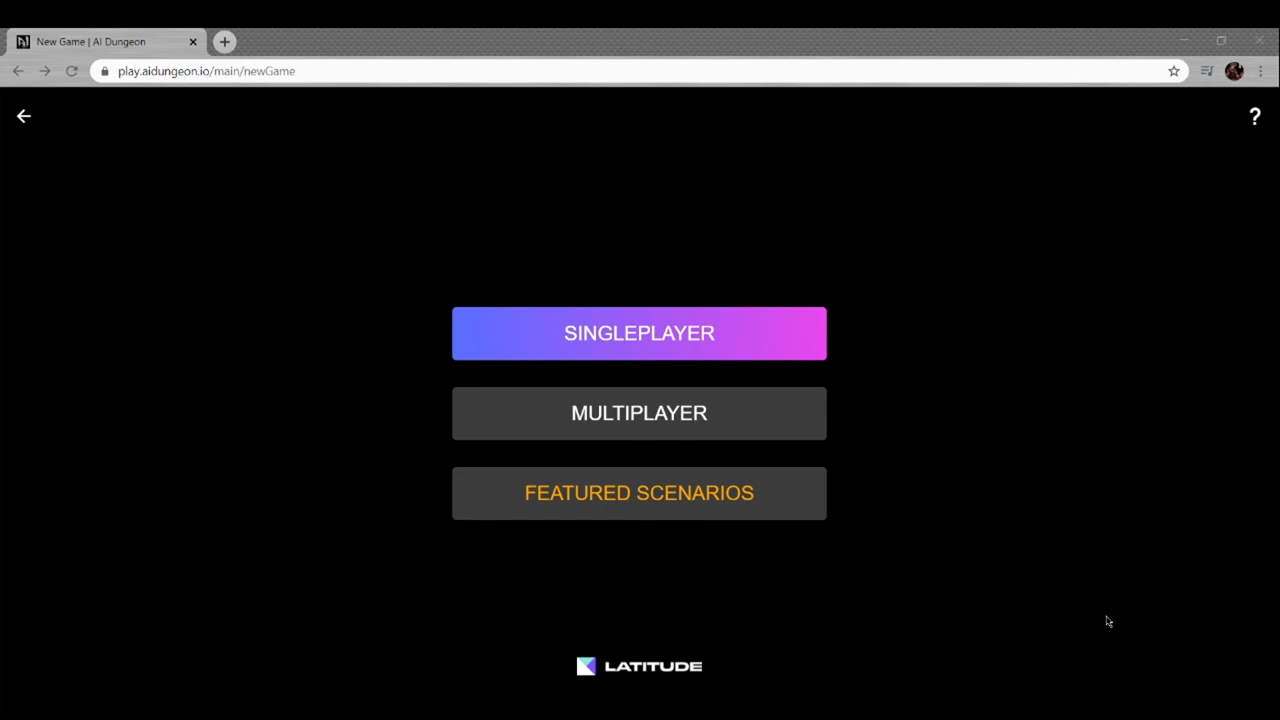 New Game | AI Dungeon
play.aidungeon.io/main/newGame
?
SINGLEPLAYER
MULTIPLAYER
FEATURED SCENARIOS
LATITUDE